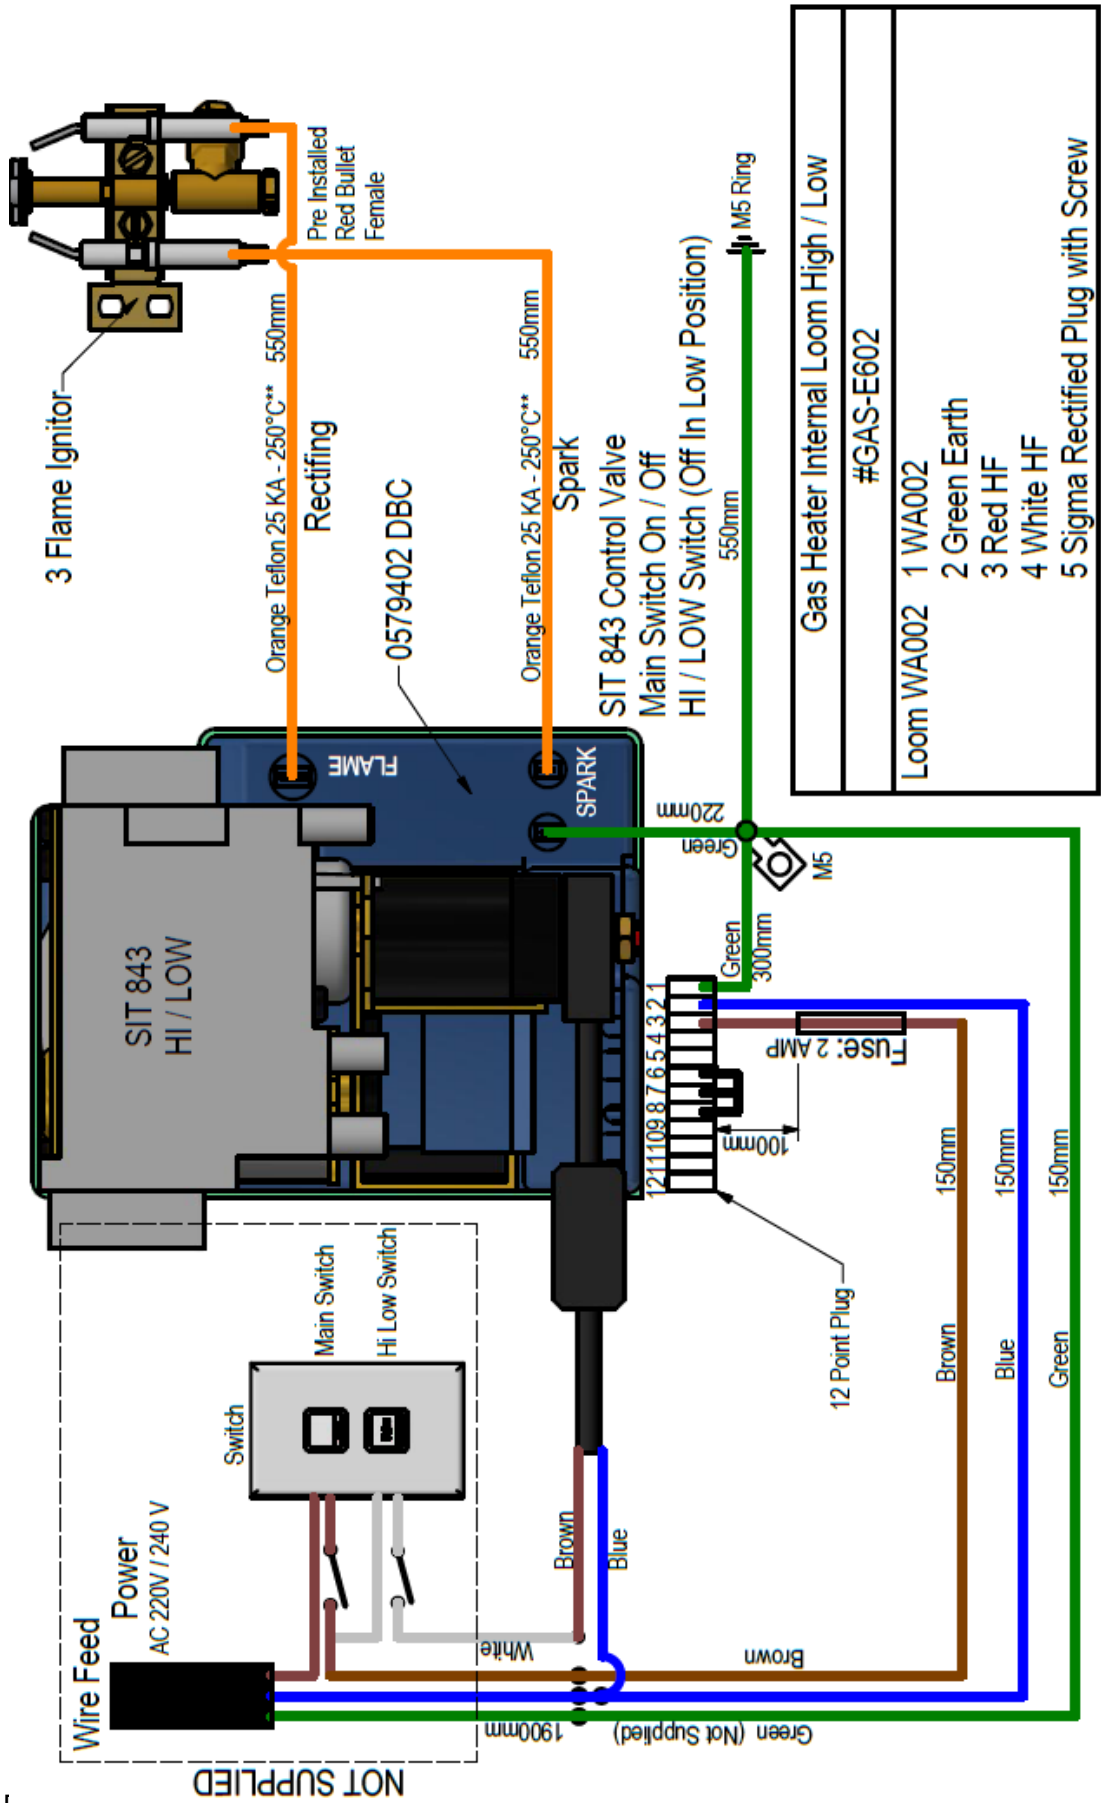 3 Flame Ignitor
Pre Installed
Red Bullet
Female
Orange Teflon 25 KA - 250°C** 550mm
Rectifing
0579402 DBC
Orange Teflon 25 KA - 250°C** 550mm
Spark
SIT 843 Control Valve
Main Switch On / Off
HI / LOW Switch (Off In Low Position)
550mm
M5 Ring
SIT 843
HI / LOW
FLAME
SPARK
220mm
Green
M5
Green
300mm
1211109 8 7 6 5 4 3 2 1
Fuse: 2 AMP
100mm
12 Point Plug
NOT SUPPLIED
Wire Feed
Power
AC 220V / 240 V
Switch
Main Switch
Hi Low Switch
Brown
Blue
White
Brown
1900mm
Green (Not Supplied)
Brown 150mm
Blue 150mm
Green 150mm
Gas Heater Internal Loom High / Low
#GAS-E602
Loom WA002 1 WA002
2 Green Earth
3 Red HF
4 White HF
5 Sigma Rectified Plug with Screw